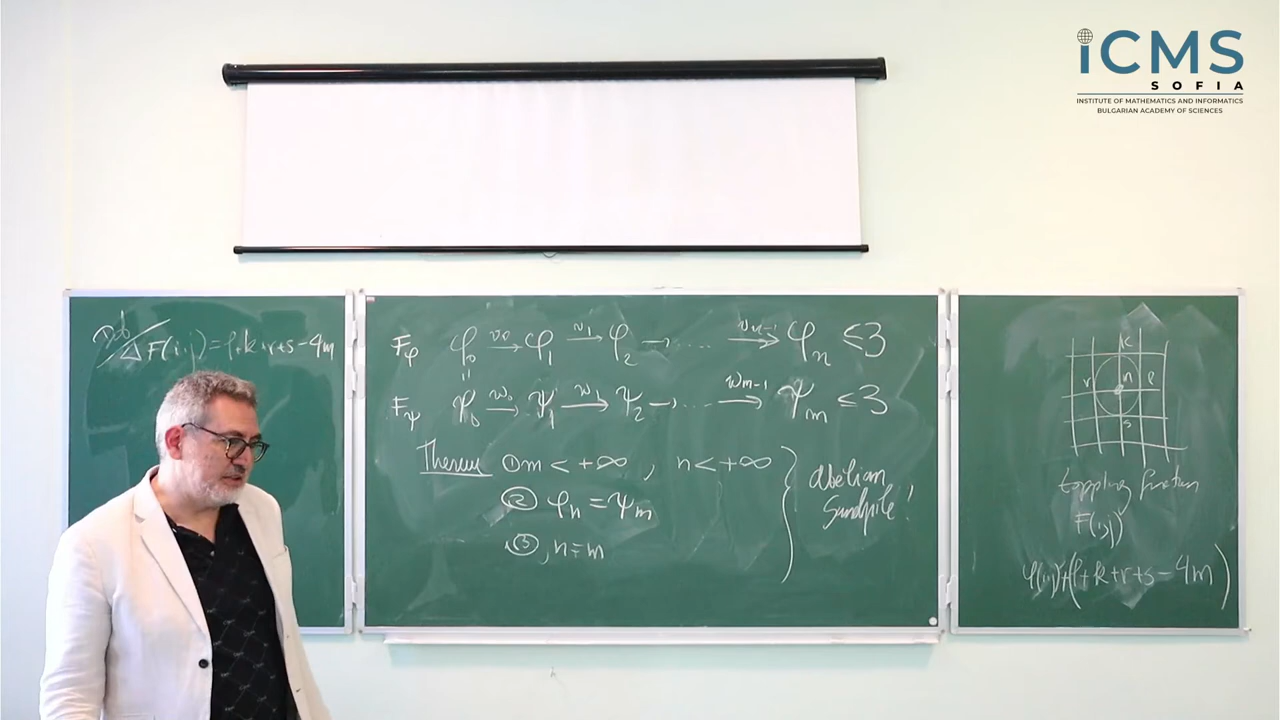 iCMS
SOFIA
INSTITUTE OF MATHEMATICS AND INFORMATICS
BULGARIAN ACADEMY OF SCIENCES
Δ F(i,j) = l+k+r+s-4m
F_φ φ_0 →^{v_0} φ_1 →^{v_1} φ_2 → .... →^{v_{n-1}} φ_n ≤ 3
F_ψ ψ_0 →^{w_0} ψ_1 →^{w_1} ψ_2 → ... →^{w_{m-1}} ψ_m ≤ 3
Theorem ① m < +∞ , n < +∞
② φ_n = ψ_m
③ n = m
Abelian
Sandpile!
k
r n l
s
toppling function
F(i,j)
φ(i,j)+(l+k+r+s-4m)